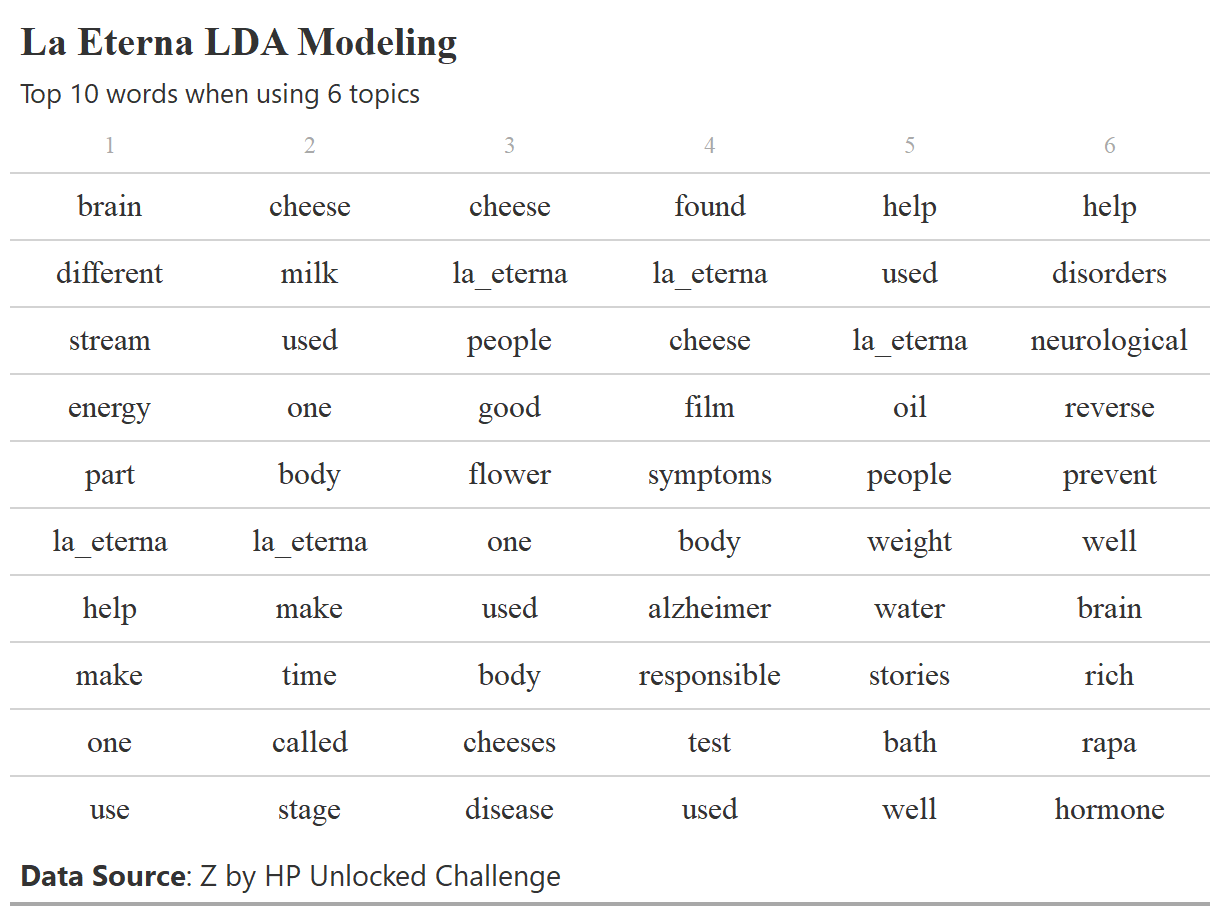 La Eterna LDA Modeling
Top 10 words when using 6 topics
1 2 3 4 5 6
brain cheese cheese found help help
different milk la_eterna la_eterna used disorders
stream used people cheese la_eterna neurological
energy one good film oil reverse
part body flower symptoms people prevent
la_eterna la_eterna one body weight well
help make used alzheimer water brain
make time body responsible stories rich
one called cheeses test bath rapa
use stage disease used well hormone
Data Source: Z by HP Unlocked Challenge